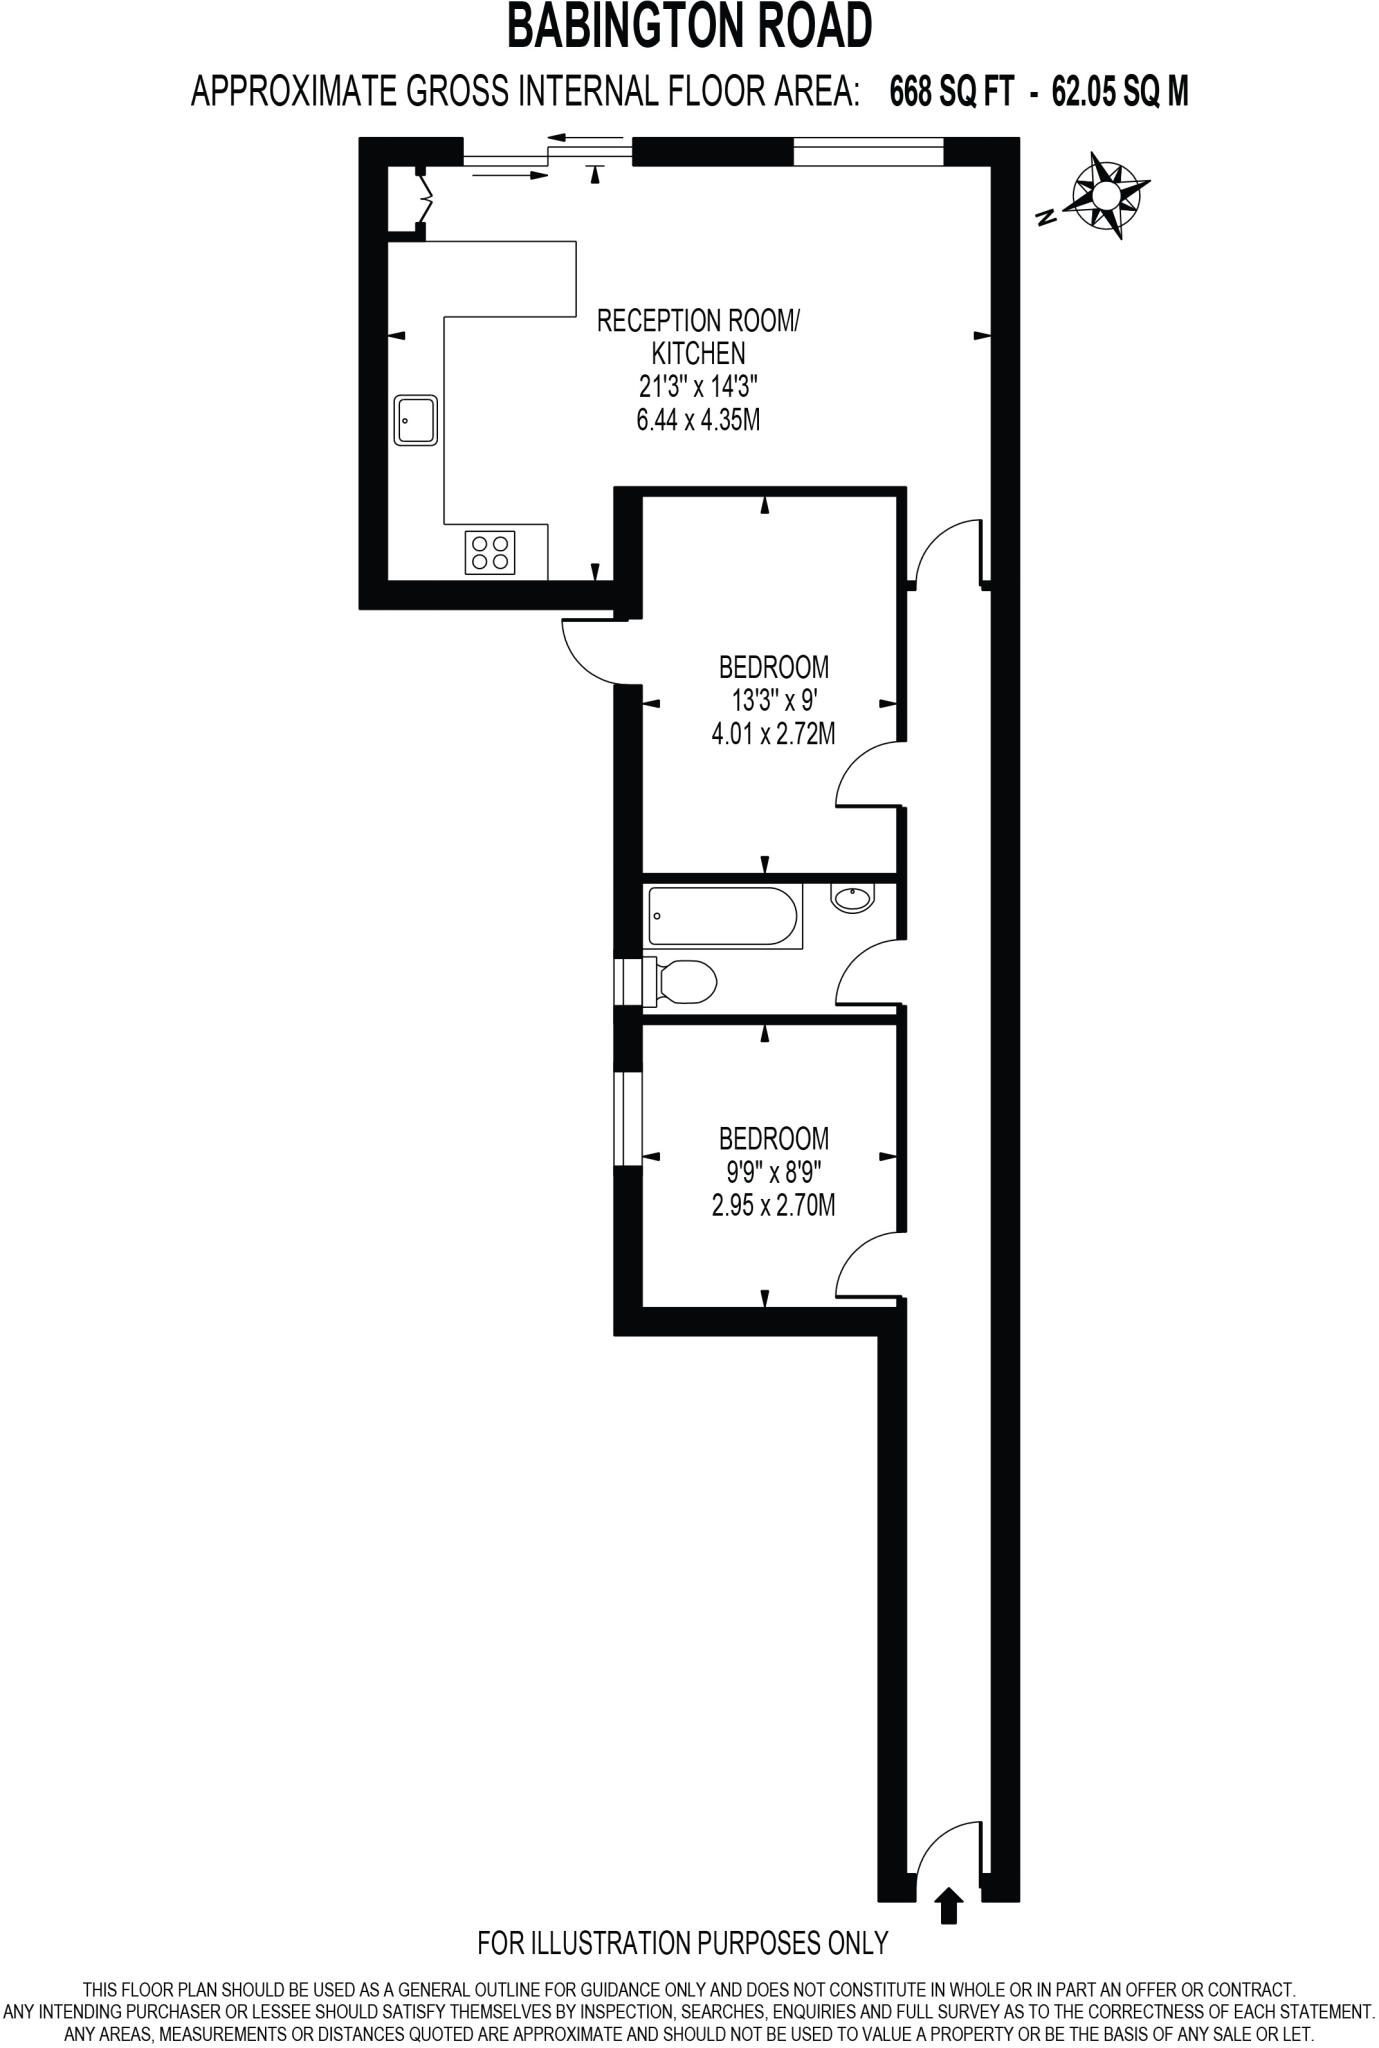 BABINGTON ROAD
APPROXIMATE GROSS INTERNAL FLOOR AREA: 668 SQ FT - 62.05 SQ M
N
RECEPTION ROOM/
KITCHEN
21'3" x 14'3"
6.44 x 4.35M
BEDROOM
13'3" x 9'
4.01 x 2.72M
BEDROOM
9'9" x 8'9"
2.95 x 2.70M
FOR ILLUSTRATION PURPOSES ONLY
THIS FLOOR PLAN SHOULD BE USED AS A GENERAL OUTLINE FOR GUIDANCE ONLY AND DOES NOT CONSTITUTE IN WHOLE OR IN PART AN OFFER OR CONTRACT.
ANY INTENDING PURCHASER OR LESSEE SHOULD SATISFY THEMSELVES BY INSPECTION, SEARCHES, ENQUIRIES AND FULL SURVEY AS TO THE CORRECTNESS OF EACH STATEMENT.
ANY AREAS, MEASUREMENTS OR DISTANCES QUOTED ARE APPROXIMATE AND SHOULD NOT BE USED TO VALUE A PROPERTY OR BE THE BASIS OF ANY SALE OR LET.